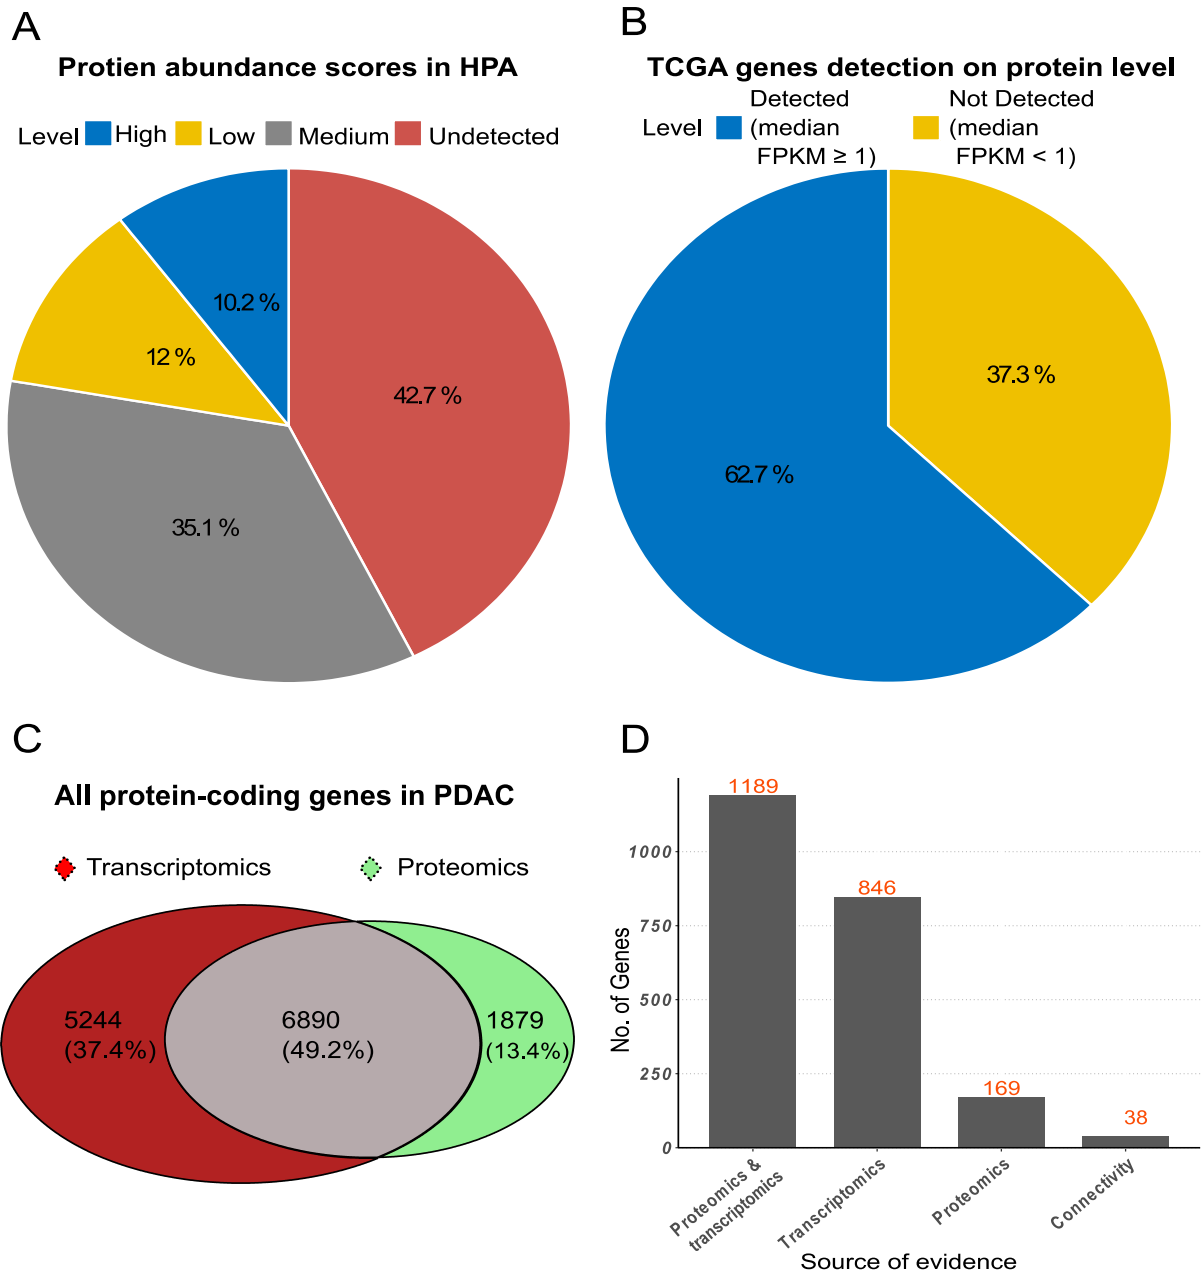 A
Protien abundance scores in HPA
Level High Low Medium Undetected
10.2 %
12 %
42.7 %
35.1 %
B
TCGA genes detection on protein level
Level
Detected
(median
FPKM ≥ 1)
Not Detected
(median
FPKM < 1)
37.3 %
62.7 %
C
All protein-coding genes in PDAC
Transcriptomics Proteomics
5244
(37.4%)
6890
(49.2%)
1879
(13.4%)
D
No. of Genes
1000
750
500
250
0
1189
846
169
38
Proteomics &
transcriptomics
Transcriptomics
Proteomics
Connectivity
Source of evidence